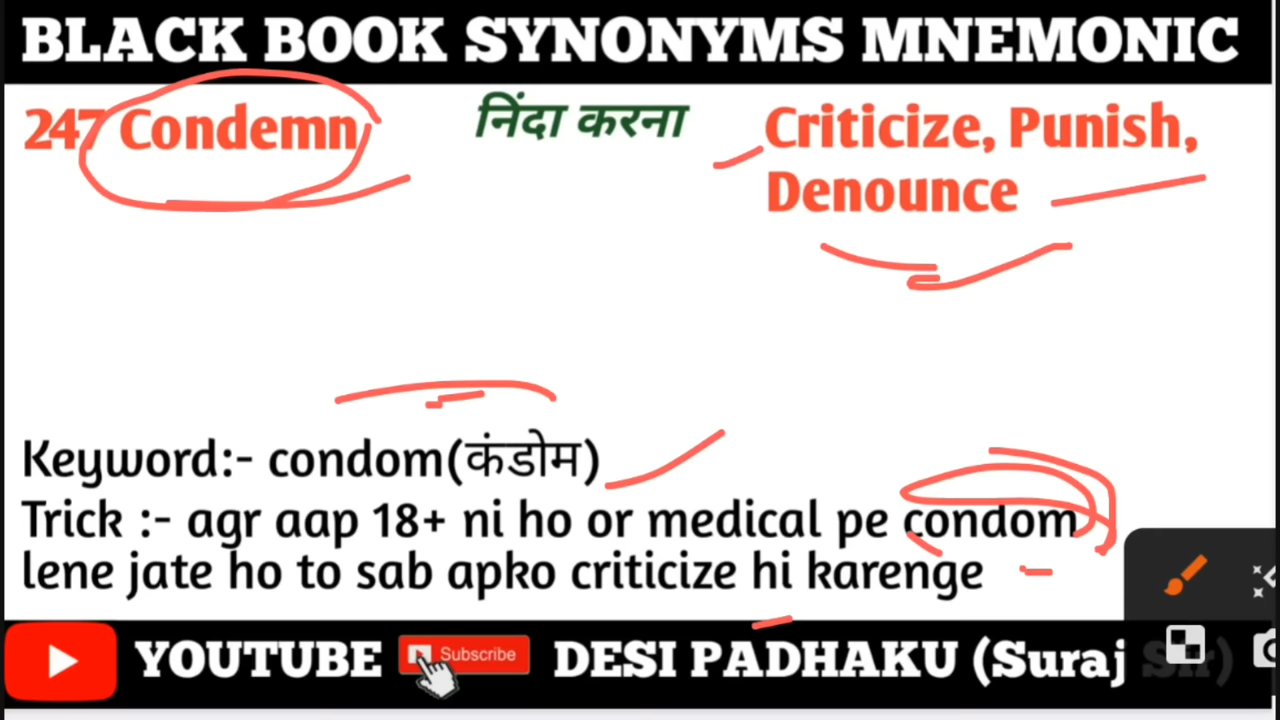 BLACK BOOK SYNONYMS MNEMONIC
247 Condemn निंदा करना Criticize, Punish,
Denounce
Keyword:- condom(कंडोम)
Trick :- agr aap 18+ ni ho or medical pe condom
lene jate ho to sab apko criticize hi karenge
YOUTUBE Subscribe DESI PADHAKU (Suraj Sir)